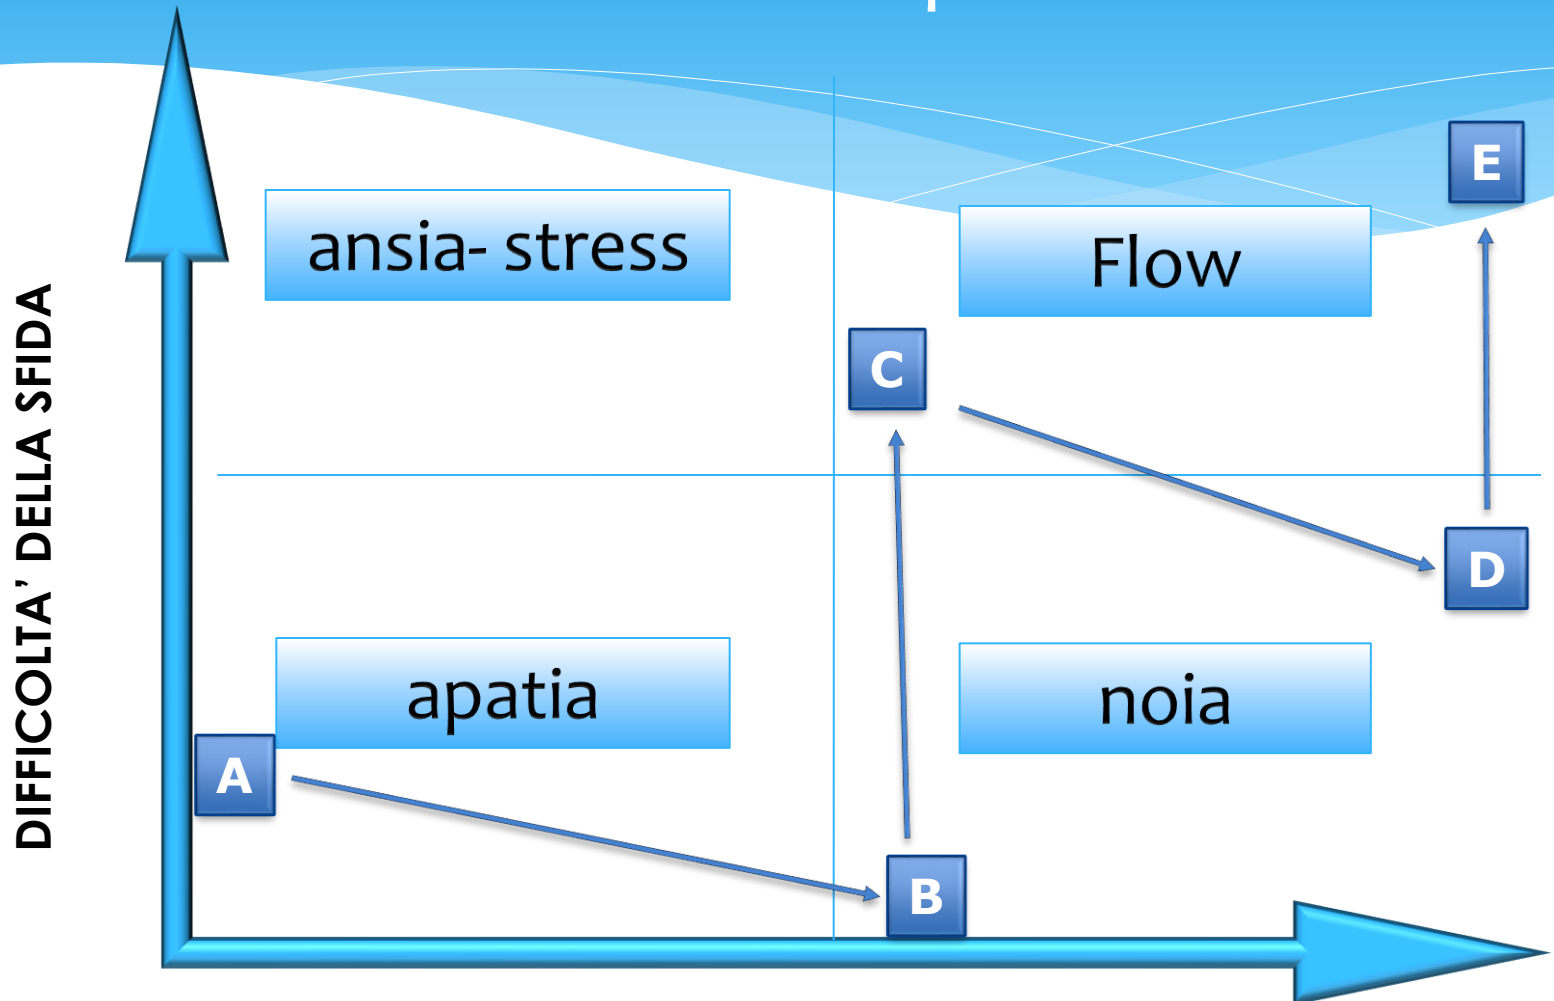 E
ansia- stress
Flow
C
DIFFICOLTA' DELLA SFIDA
D
apatia
noia
A
B